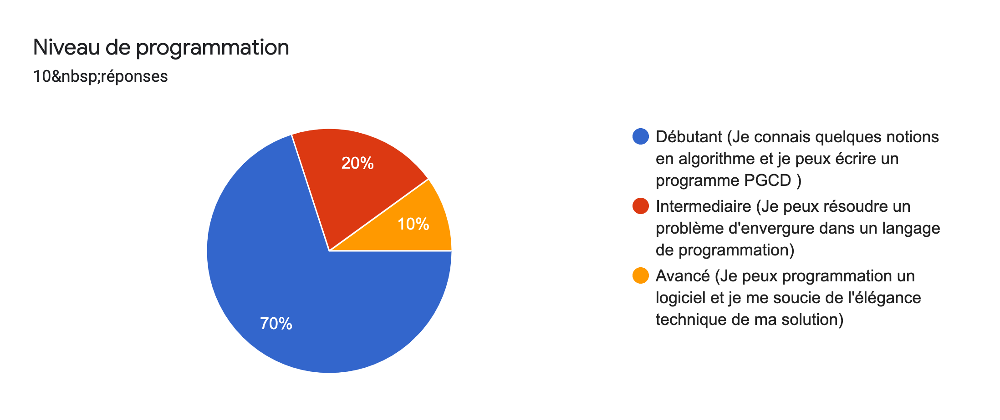 Niveau de programmation
10&nbsp;réponses
20%
10%
70%
Débutant (Je connais quelques notions
en algorithme et je peux écrire un
programme PGCD )
Intermediaire (Je peux résoudre un
problème d'envergure dans un langage
de programmation)
Avancé (Je peux programmation un
logiciel et je me soucie de l'élégance
technique de ma solution)